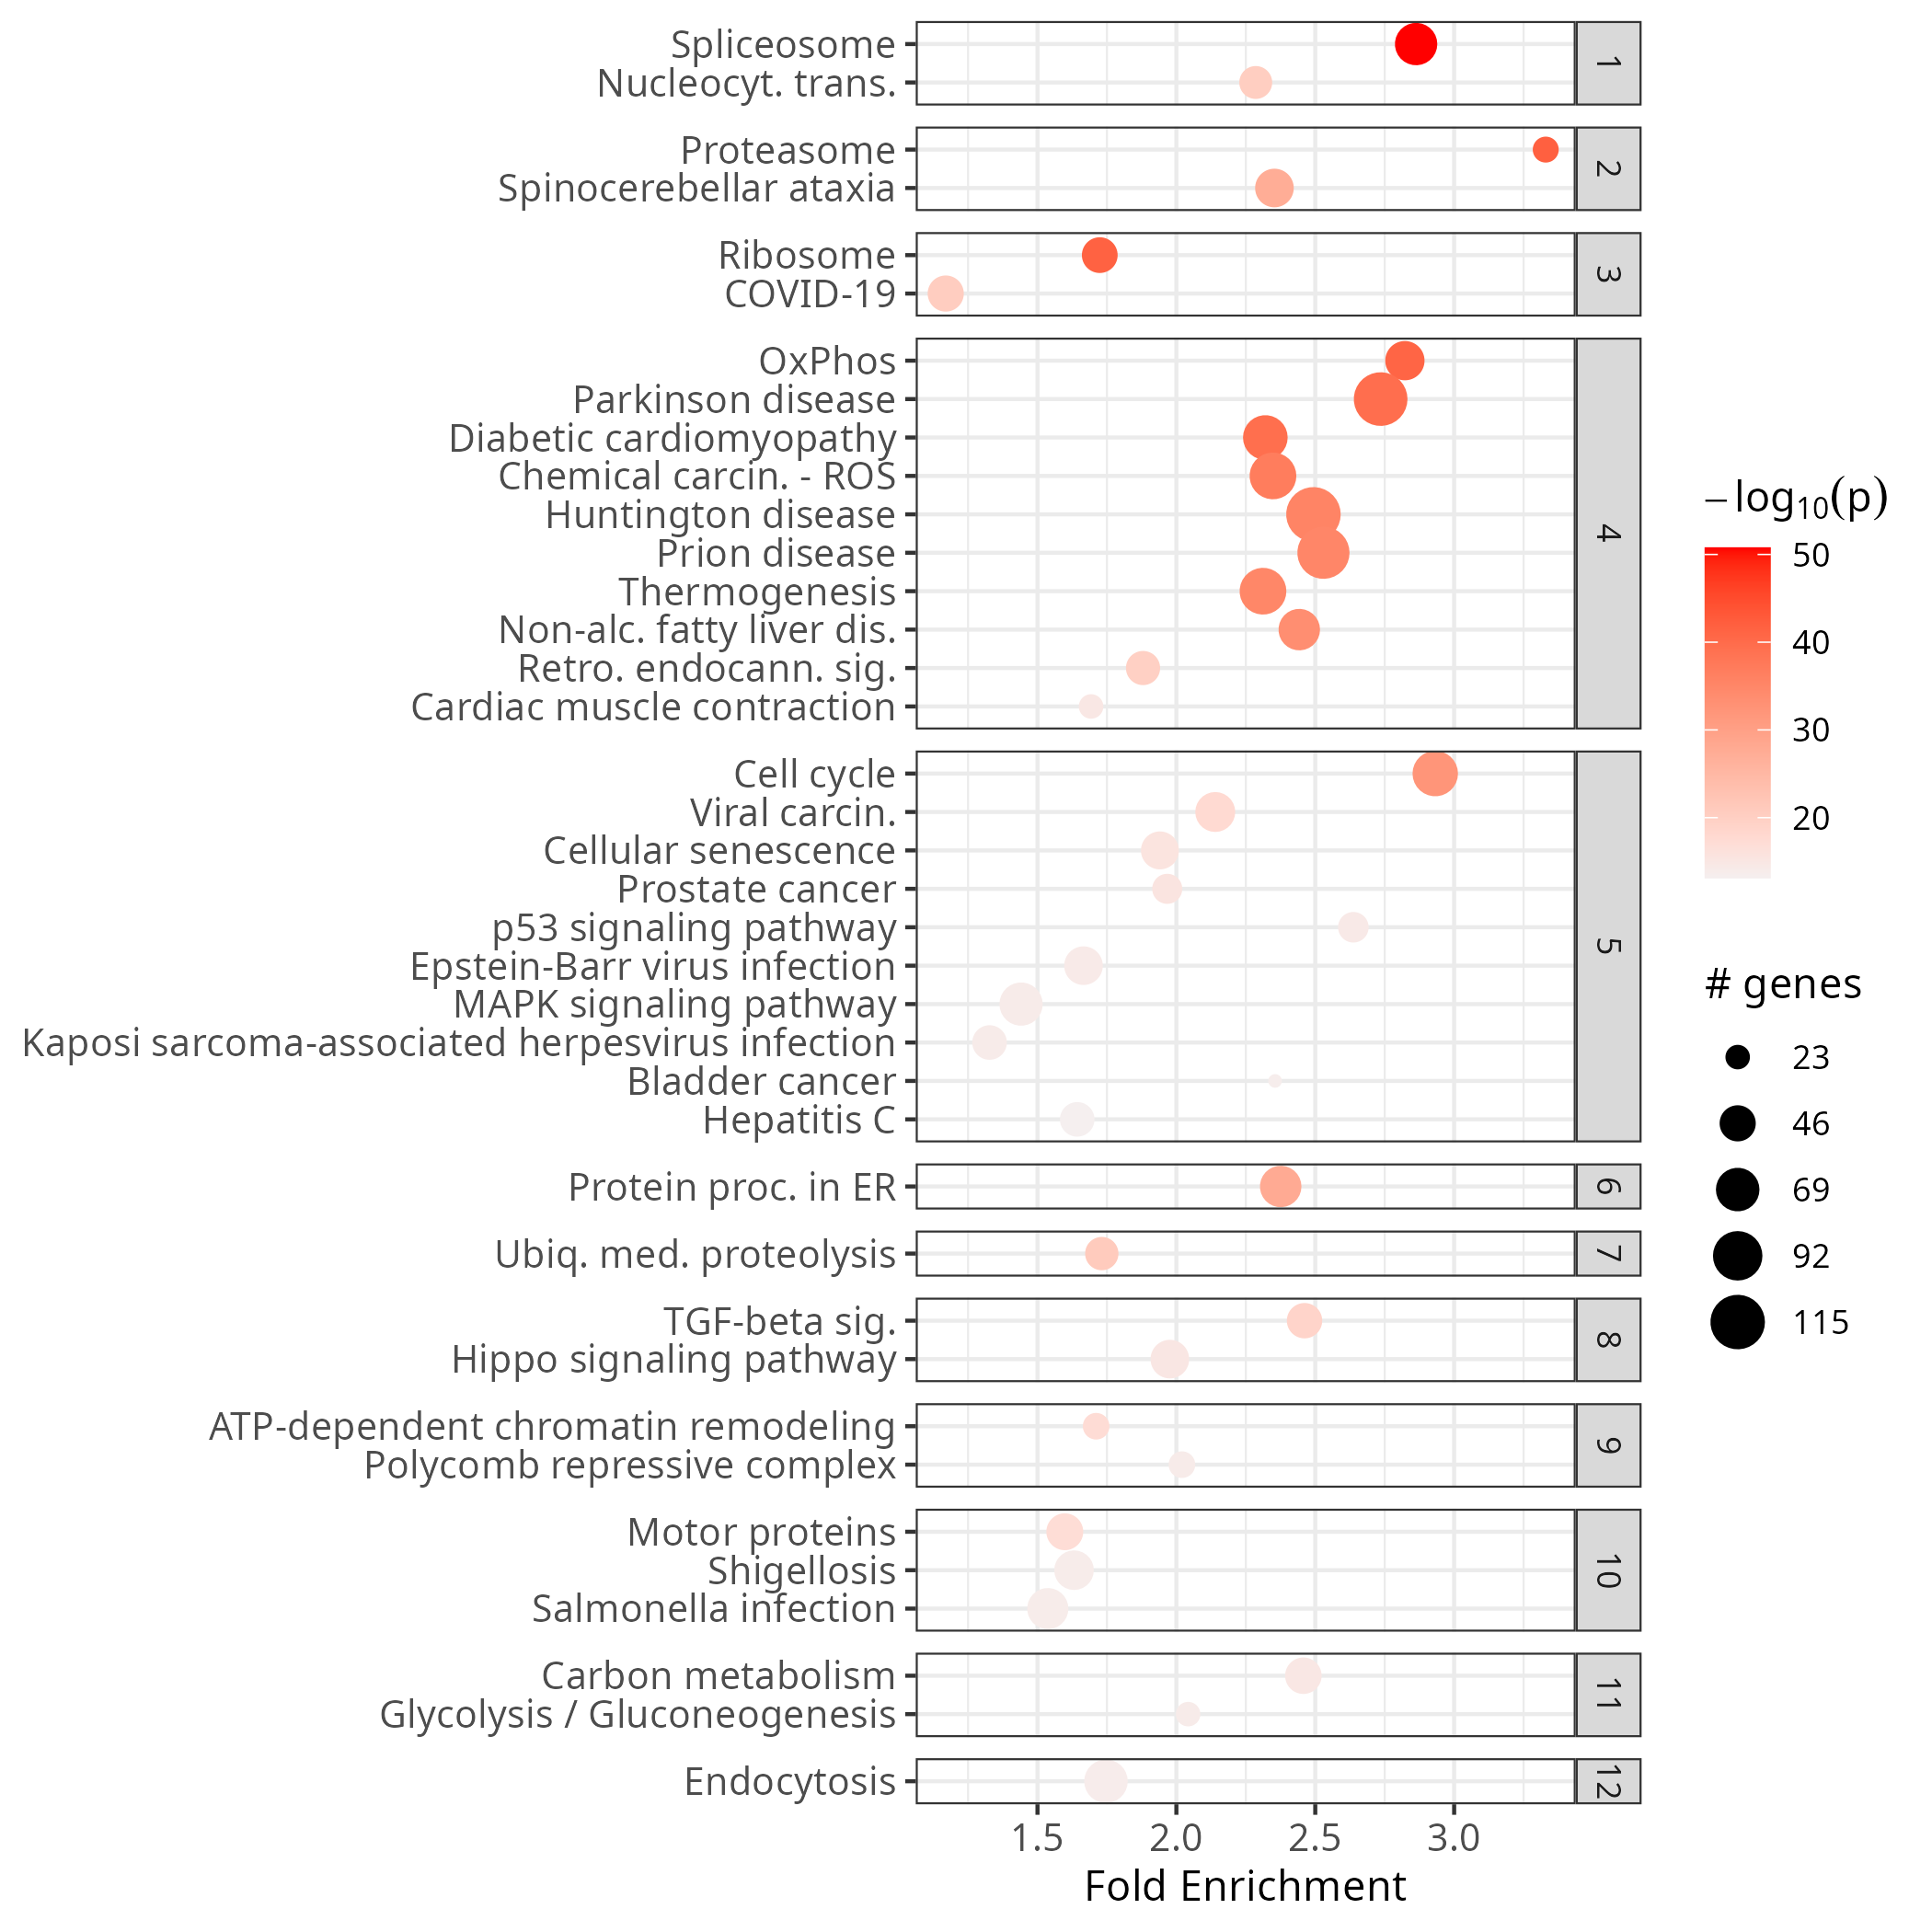 Spliceosome
Nucleocyt. trans.
1
Proteasome
Spinocerebellar ataxia
2
Ribosome
COVID-19
3
OxPhos
Parkinson disease
Diabetic cardiomyopathy
Chemical carcin. - ROS
Huntington disease
Prion disease
Thermogenesis
Non-alc. fatty liver dis.
Retro. endocann. sig.
Cardiac muscle contraction
4
Cell cycle
Viral carcin.
Cellular senescence
Prostate cancer
p53 signaling pathway
Epstein-Barr virus infection
MAPK signaling pathway
Kaposi sarcoma-associated herpesvirus infection
Bladder cancer
Hepatitis C
5
Protein proc. in ER
6
Ubiq. med. proteolysis
7
TGF-beta sig.
Hippo signaling pathway
8
ATP-dependent chromatin remodeling
Polycomb repressive complex
9
Motor proteins
Shigellosis
Salmonella infection
10
Carbon metabolism
Glycolysis / Gluconeogenesis
11
Endocytosis
12
1.5 2.0 2.5 3.0
Fold Enrichment
−log₁₀(p)
50
40
30
20
# genes
23
46
69
92
115